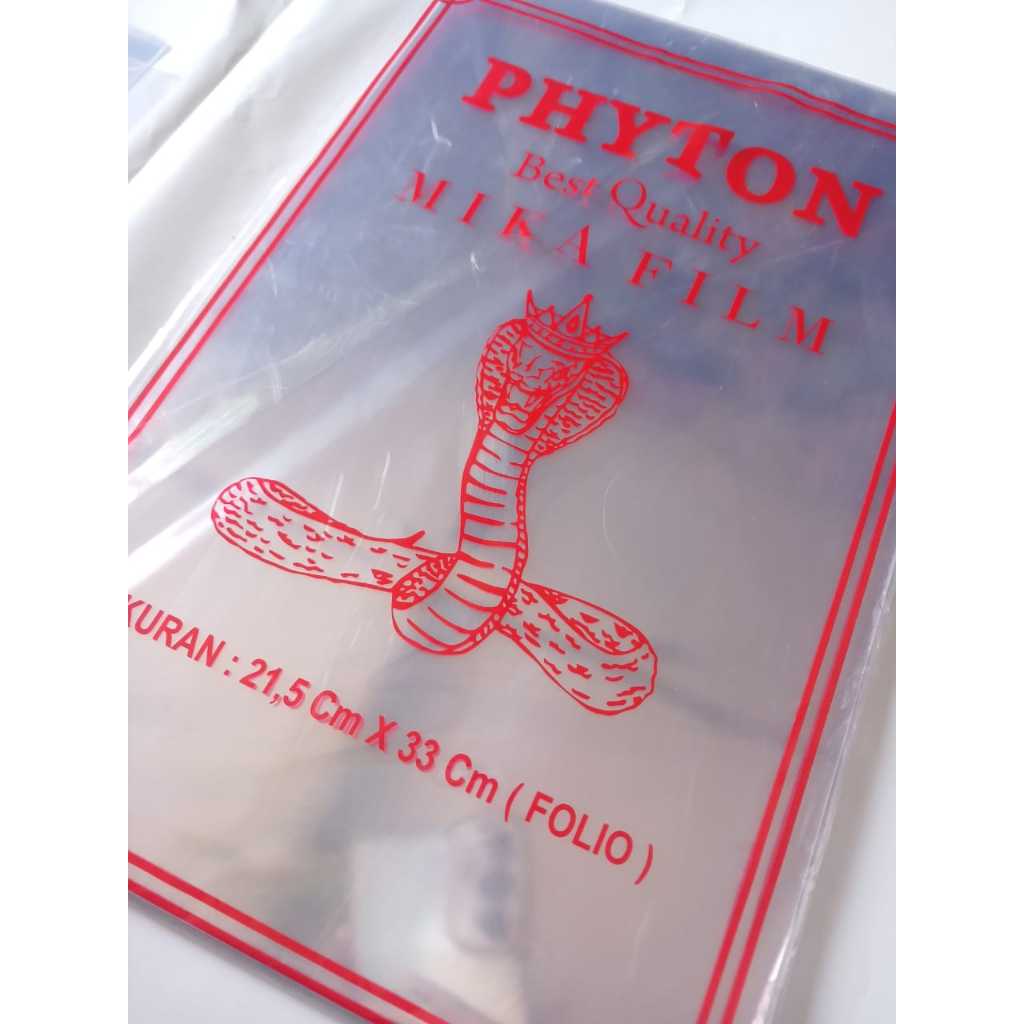 PHYTON
Best Quality
MIKA FILM
KURAN : 21,5 Cm X 33 Cm ( FOLIO )